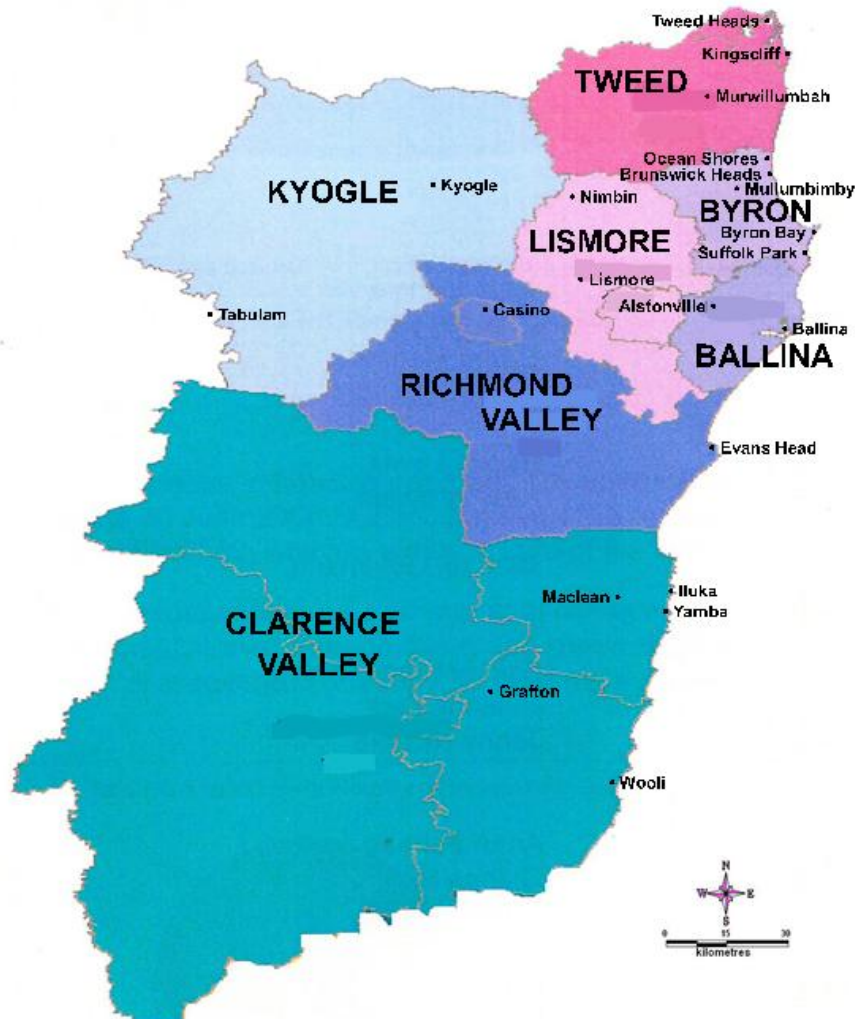 Tweed Heads
Kingscliff
TWEED
Murwillumbah
Ocean Shores
Brunswick Heads
KYOGLE
Kyogle
Nimbin
Mullumbimby
BYRON
LISMORE
Byron Bay
Suffolk Park
Lismore
Tabulam
Casino
Alstonville
Ballina
BALLINA
RICHMOND
VALLEY
Evans Head
Maclean
Iluka
Yamba
CLARENCE
VALLEY
Grafton
Wooli
N
W E
S
0 15 30
kilometres